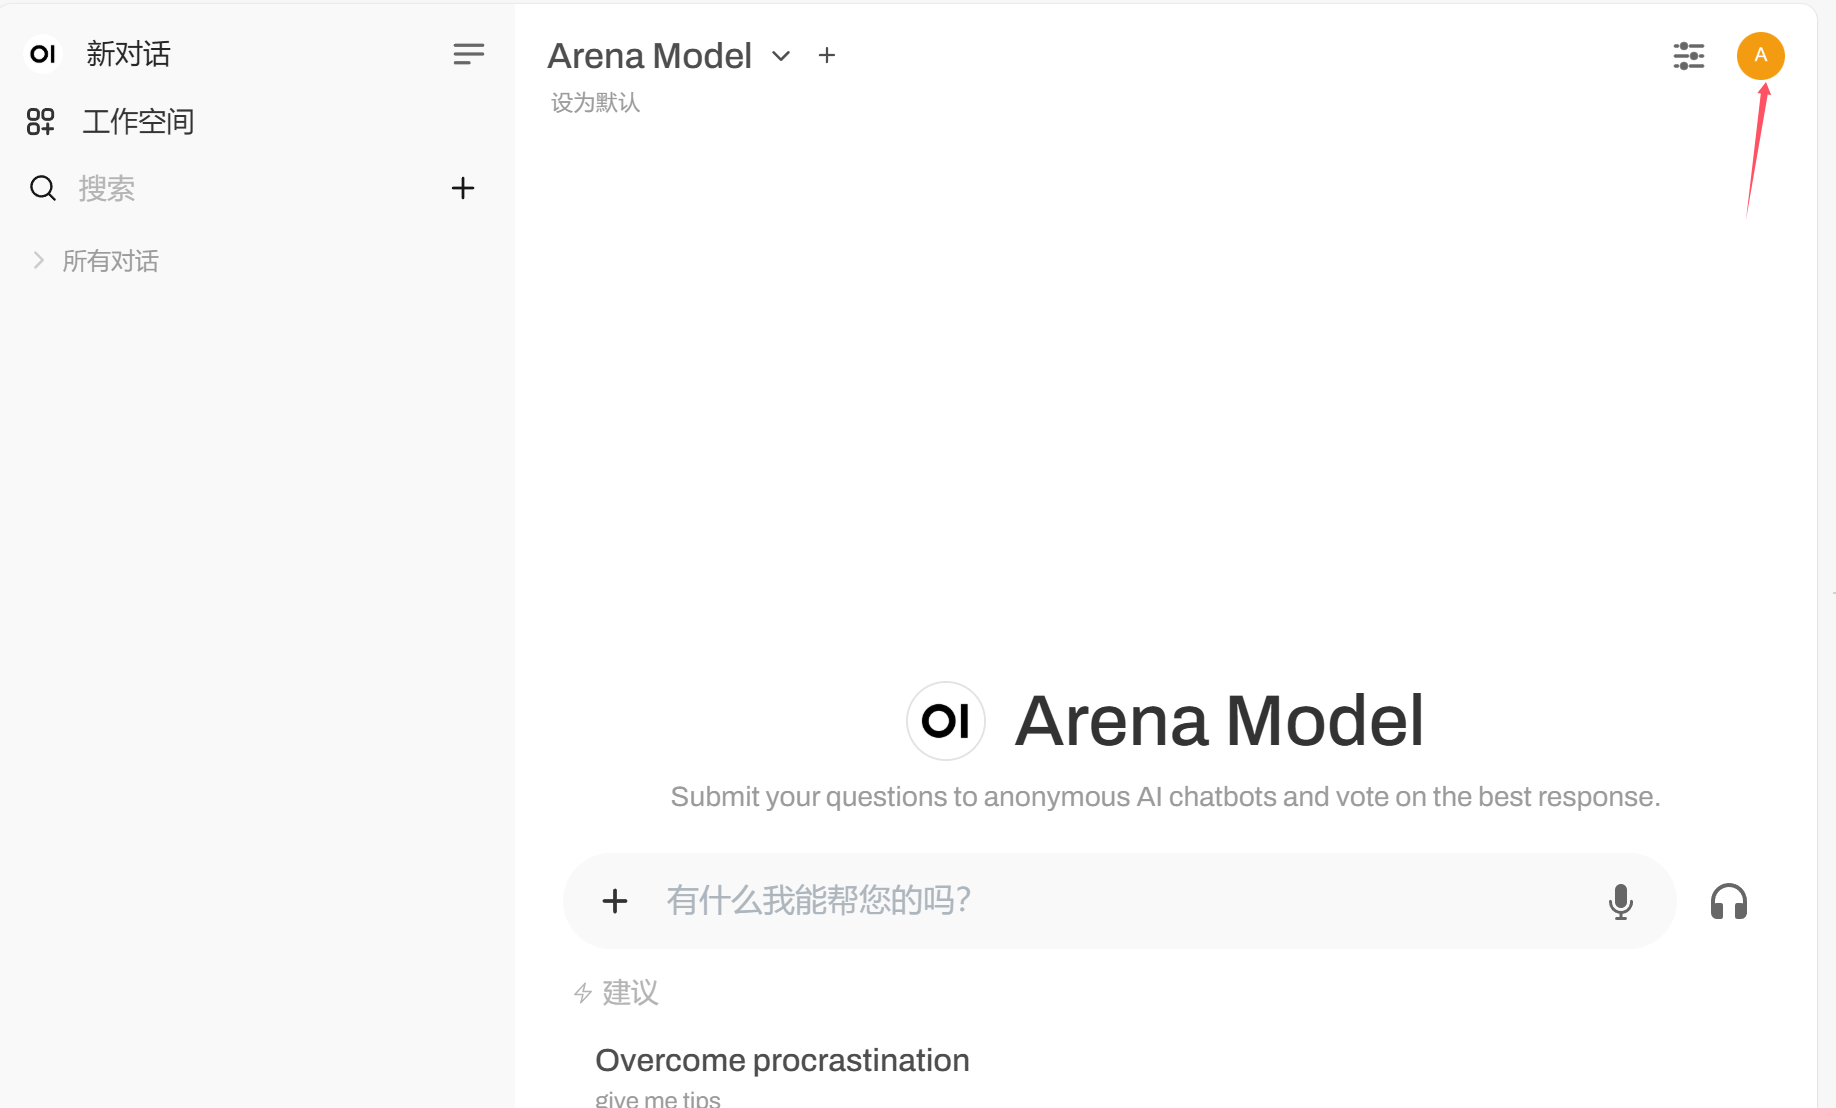 OI 新对话
工作空间
搜索
所有对话
Arena Model
设为默认
A
OI Arena Model
Submit your questions to anonymous AI chatbots and vote on the best response.
有什么我能帮您的吗?
建议
Overcome procrastination
give me tips